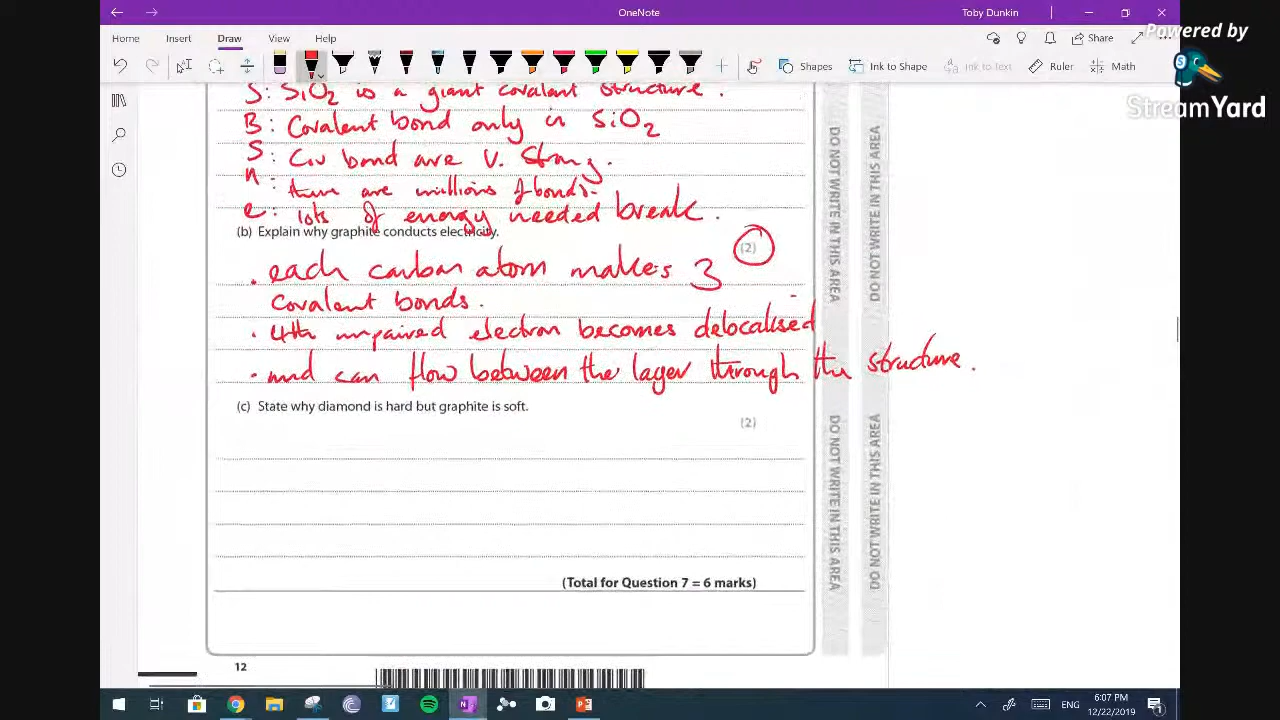 OneNote
Toby Dunkin
Powered by
StreamYard
Home Insert Draw View Help
Share
Shapes Ink to Shape Ink to Text Ruler Math
S: SiO2 is a giant covalent structure.
B: Covalent bond only in SiO2
S: Cov bond are V. Strong.
n: there are millions of bonds.
e: lots of energy needed break.
(b) Explain why graphite conducts electricity.
(2)
. each carbon atom makes 3
covalent bonds.
. 4th unpaired electron becomes delocalised
. and can flow between the layer through the structure.
(c) State why diamond is hard but graphite is soft.
(2)
(Total for Question 7 = 6 marks)
12
DO NOT WRITE IN THIS AREA
DO NOT WRITE IN THIS AREA
DO NOT WRITE IN THIS AREA
DO NOT WRITE IN THIS AREA
ENG
6:07 PM
12/22/2019